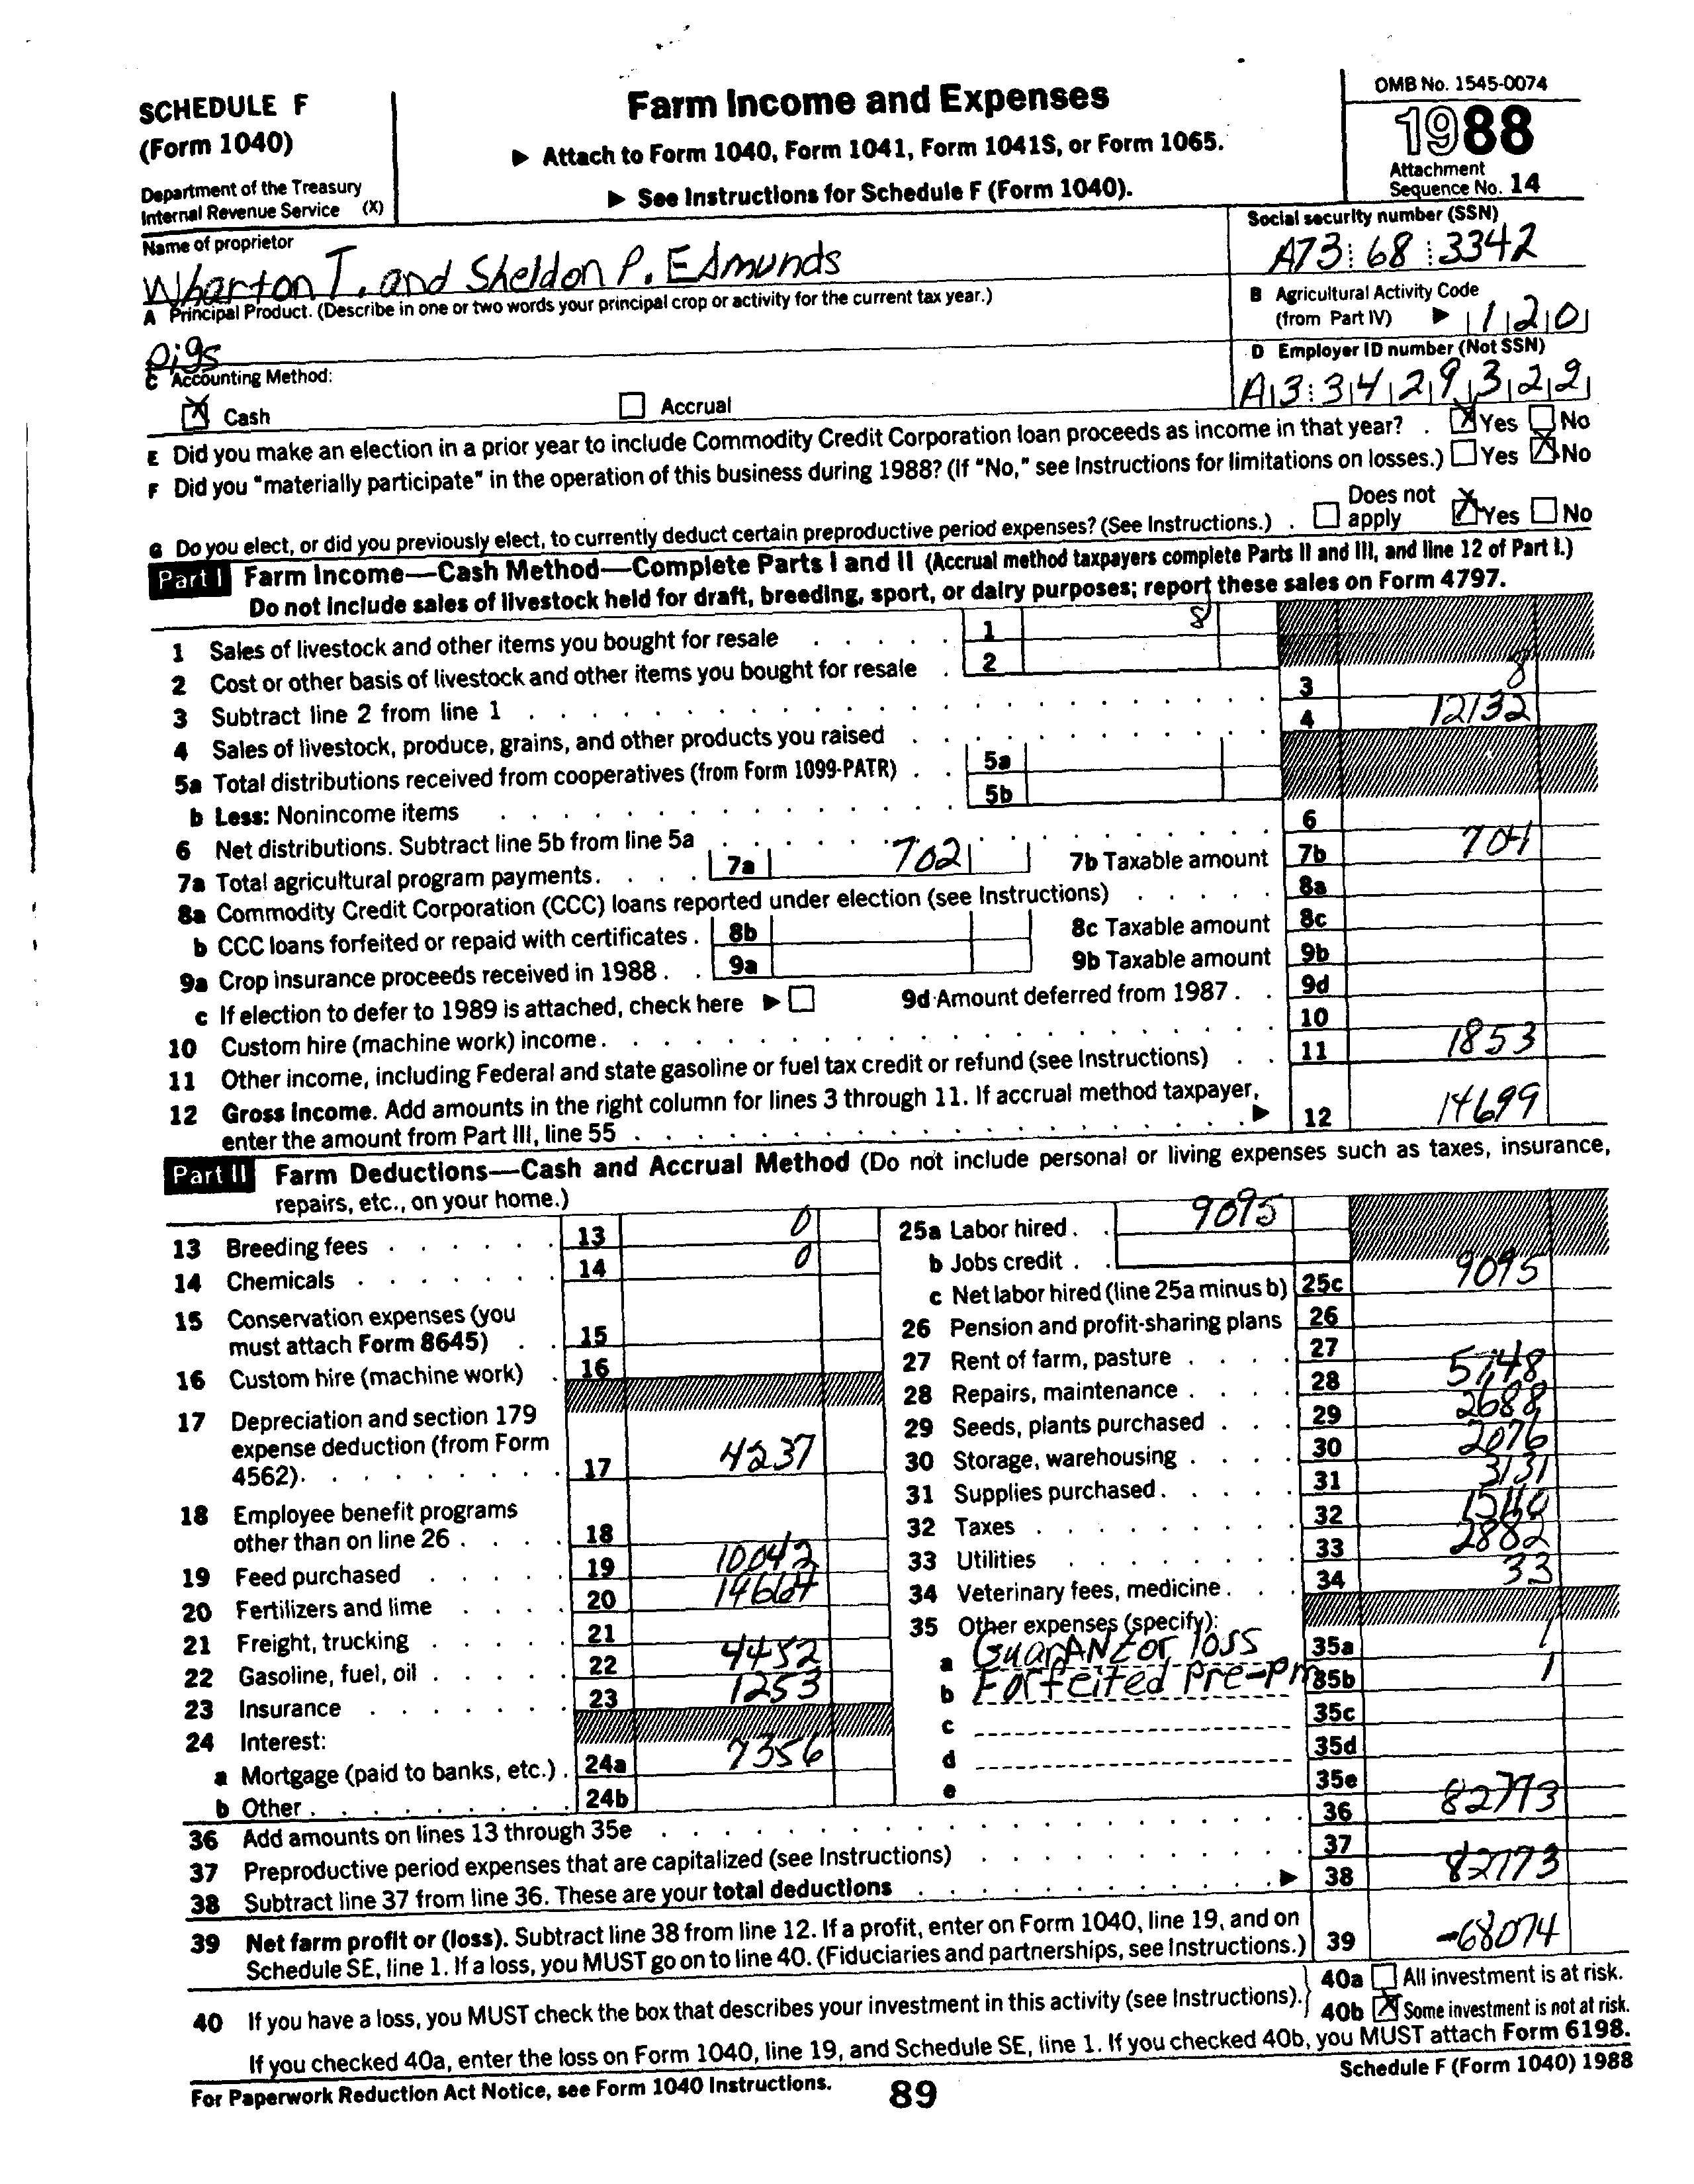 SCHEDULE F
(Form 1040)
Department of the Treasury
Internal Revenue Service (X)
Farm Income and Expenses
▶ Attach to Form 1040, Form 1041, Form 1041S, or Form 1065.
▶ See Instructions for Schedule F (Form 1040).
OMB No. 1545-0074
1988
Attachment
Sequence No. 14
Name of proprietor
Wharton T. and Sheldon P. Edmunds
Social security number (SSN)
A73 68 3342
A Principal Product. (Describe in one or two words your principal crop or activity for the current tax year.)
pigs
B Agricultural Activity Code
(from Part IV) ▶ 120
C Accounting Method:
Cash Accrual
D Employer ID number (Not SSN)
A3 3429322
E Did you make an election in a prior year to include Commodity Credit Corporation loan proceeds as income in that year? . Yes No
F Did you "materially participate" in the operation of this business during 1988? (If "No," see Instructions for limitations on losses.) Yes No
G Do you elect, or did you previously elect, to currently deduct certain preproductive period expenses? (See Instructions.) . Does not apply Yes No
Part I Farm Income—Cash Method—Complete Parts I and II (Accrual method taxpayers complete Parts II and III, and line 12 of Part I.)
Do not include sales of livestock held for draft, breeding, sport, or dairy purposes; report these sales on Form 4797.
1 Sales of livestock and other items you bought for resale 1 8
2 Cost or other basis of livestock and other items you bought for resale 2
3 Subtract line 2 from line 1 3 8
4 Sales of livestock, produce, grains, and other products you raised 4 12132
5a Total distributions received from cooperatives (from Form 1099-PATR) 5a
b Less: Nonincome items 5b
6 Net distributions. Subtract line 5b from line 5a 6
7a Total agricultural program payments. 7a 702 7b Taxable amount 7b 701
8a Commodity Credit Corporation (CCC) loans reported under election (see Instructions) 8a
b CCC loans forfeited or repaid with certificates . 8b 8c Taxable amount 8c
9a Crop insurance proceeds received in 1988 . 9a 9b Taxable amount 9b
c If election to defer to 1989 is attached, check here ▶ 9d Amount deferred from 1987 . 9d
10 Custom hire (machine work) income . 10
11 Other income, including Federal and state gasoline or fuel tax credit or refund (see Instructions) 11 1853
12 Gross Income. Add amounts in the right column for lines 3 through 11. If accrual method taxpayer,
enter the amount from Part III, line 55 ▶ 12 14699
Part II Farm Deductions—Cash and Accrual Method (Do not include personal or living expenses such as taxes, insurance,
repairs, etc., on your home.)
13 Breeding fees 13 0
14 Chemicals 14 0
15 Conservation expenses (you
must attach Form 8645) 15
16 Custom hire (machine work) 16
17 Depreciation and section 179
expense deduction (from Form
4562). 17 4237
18 Employee benefit programs
other than on line 26 . 18
19 Feed purchased 19 10042
20 Fertilizers and lime 20 14664
21 Freight, trucking 21
22 Gasoline, fuel, oil 22 4452
23 Insurance 23 1253
24 Interest:
a Mortgage (paid to banks, etc.) . 24a 7356
b Other . 24b
25a Labor hired . 9095
b Jobs credit .
c Net labor hired (line 25a minus b) 25c 9095
26 Pension and profit-sharing plans 26
27 Rent of farm, pasture 27
28 Repairs, maintenance 28 5748
29 Seeds, plants purchased 29 2688
30 Storage, warehousing 30 2076
31 Supplies purchased . 31 3131
32 Taxes 32
33 Utilities 33 2882
34 Veterinary fees, medicine . 34 33
35 Other expenses (specify):
a Guarantor loss 35a 1
b Forfeited Pre-pm 35b 1
c 35c
d 35d
e 35e
36 Add amounts on lines 13 through 35e 36 82773
37 Preproductive period expenses that are capitalized (see Instructions) 37
38 Subtract line 37 from line 36. These are your total deductions ▶ 38 82773
39 Net farm profit or (loss). Subtract line 38 from line 12. If a profit, enter on Form 1040, line 19, and on
Schedule SE, line 1. If a loss, you MUST go on to line 40. (Fiduciaries and partnerships, see Instructions.) 39 -68074
40 If you have a loss, you MUST check the box that describes your investment in this activity (see Instructions).
40a All investment is at risk.
40b Some investment is not at risk.
If you checked 40a, enter the loss on Form 1040, line 19, and Schedule SE, line 1. If you checked 40b, you MUST attach Form 6198.
For Paperwork Reduction Act Notice, see Form 1040 Instructions.
89
Schedule F (Form 1040) 1988